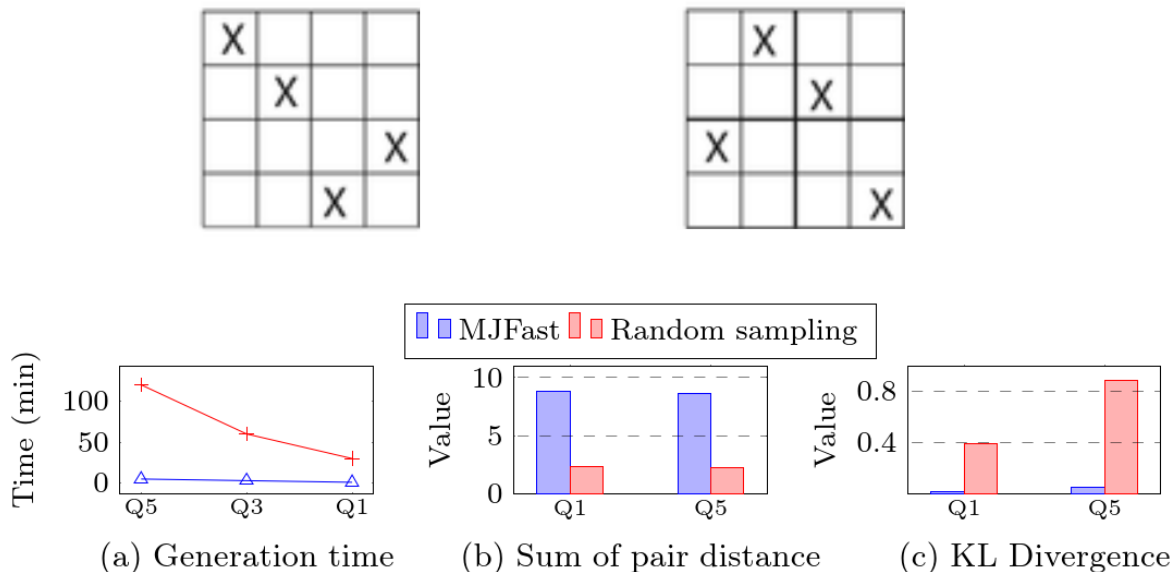 X X
X X
X X
X X
MJFast Random sampling
Time (min)
100
50
0
Q5 Q3 Q1
(a) Generation time
Value
10
5
0
Q1 Q5
(b) Sum of pair distance
Value
0.8
0.4
Q1 Q5
(c) KL Divergence